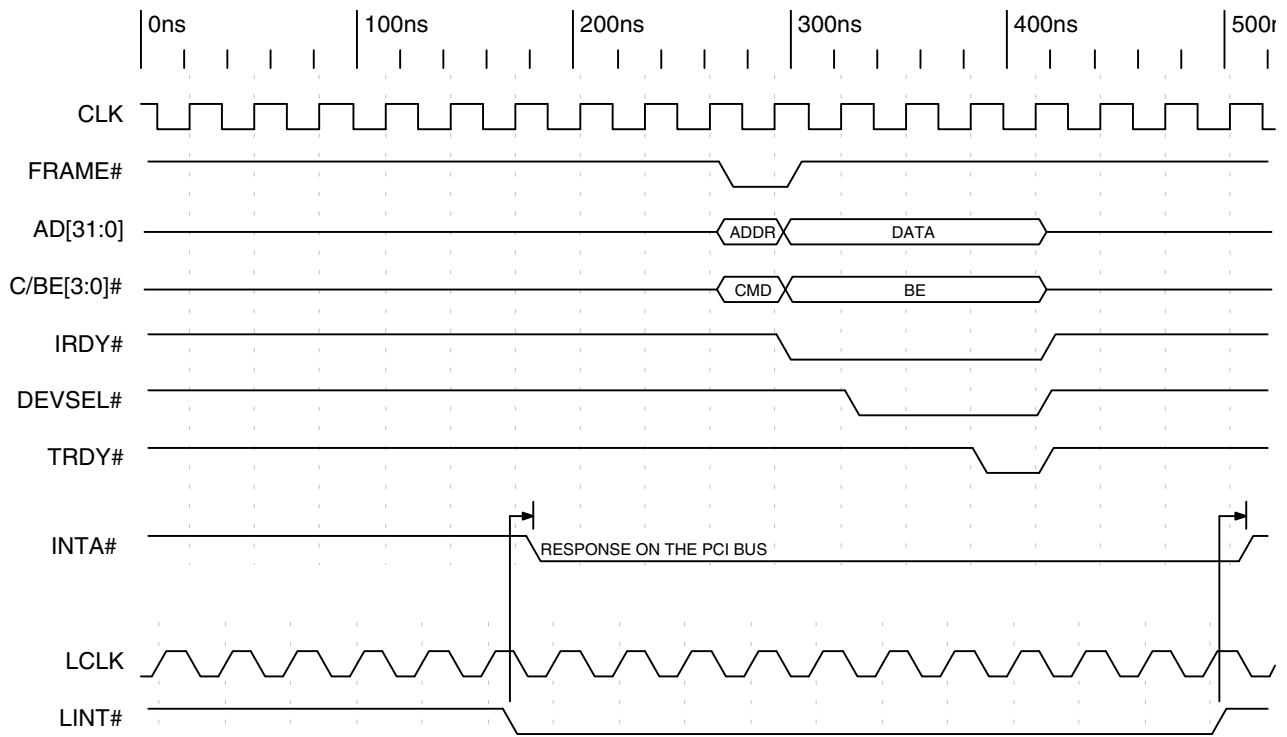 0ns 100ns 200ns 300ns 400ns 500n
CLK
FRAME#
AD[31:0] ADDR DATA
C/BE[3:0]# CMD BE
IRDY#
DEVSEL#
TRDY#
INTA# RESPONSE ON THE PCI BUS
LCLK
LINT#